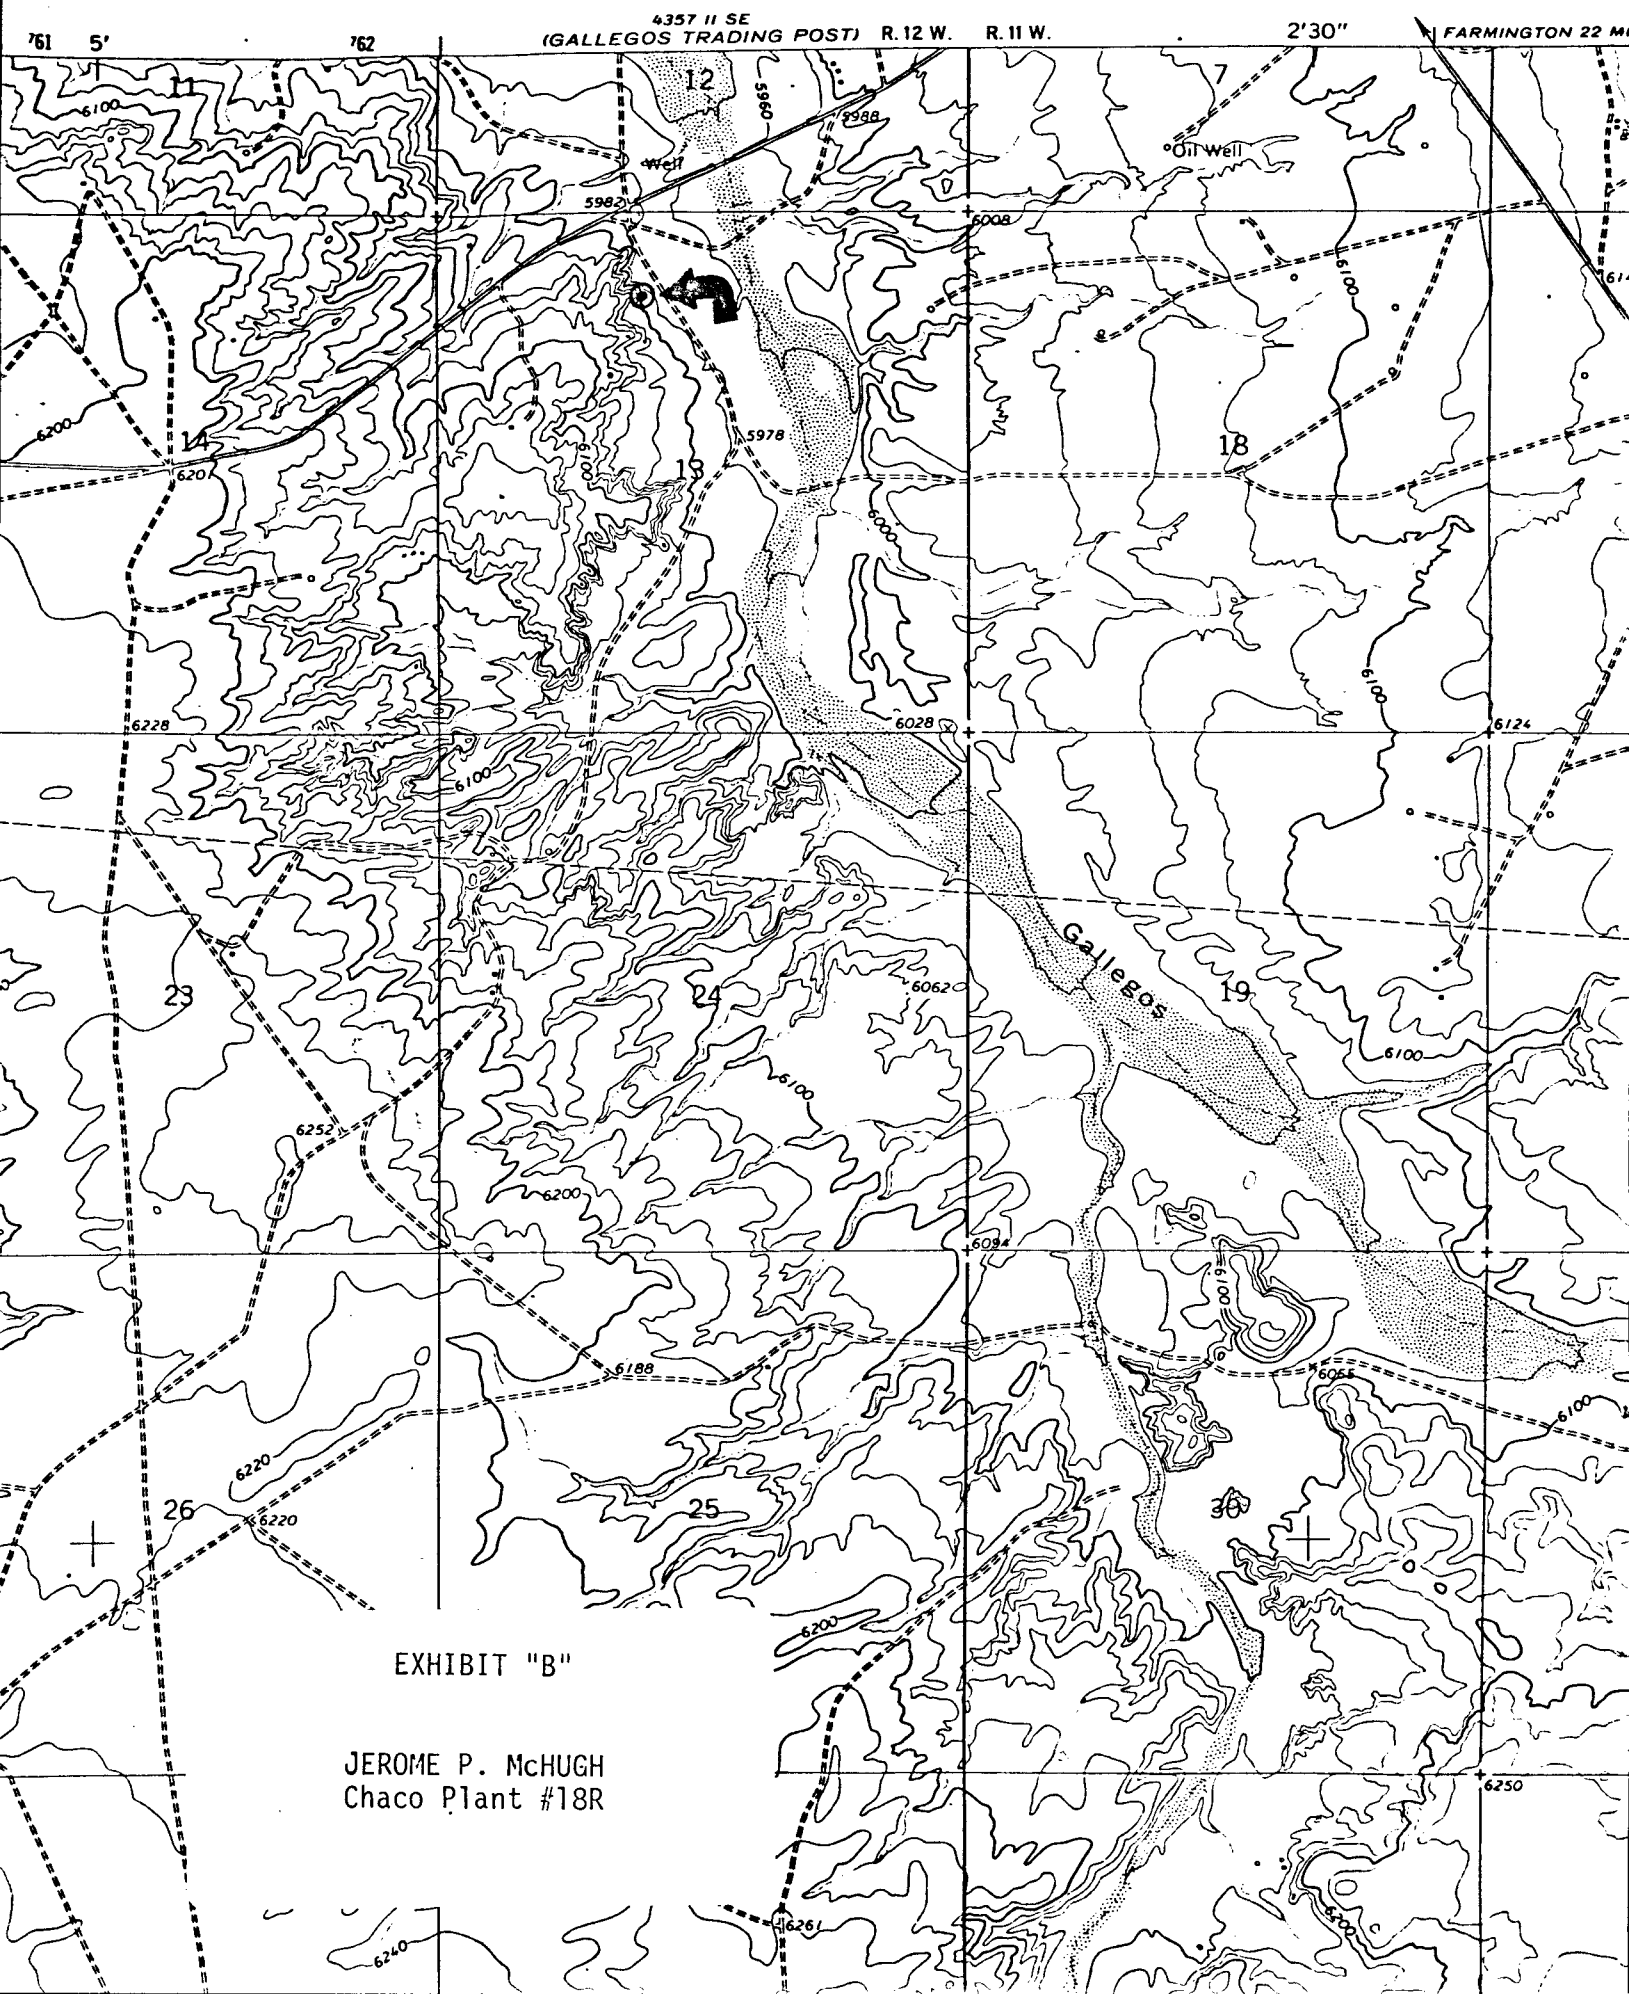 4357 II SE
⁷61 5' ⁷62 (GALLEGOS TRADING POST) R. 12 W. R. 11 W. 2'30" FARMINGTON 22
11 12 7
6100 5960 5988
Well Oil Well
5982 6008
6100
6200 14 5978 18
620 6100 13
6000
6100
6228 6028 6124
6100
Gallegos
23 24 6062 19
6100 6100
6252
6200
6094
6100
6188 6065
6100
6220
26 25 30
6220
6200
EXHIBIT "B"
JEROME P. McHUGH
Chaco Plant #18R
6250
6261 6200
6240